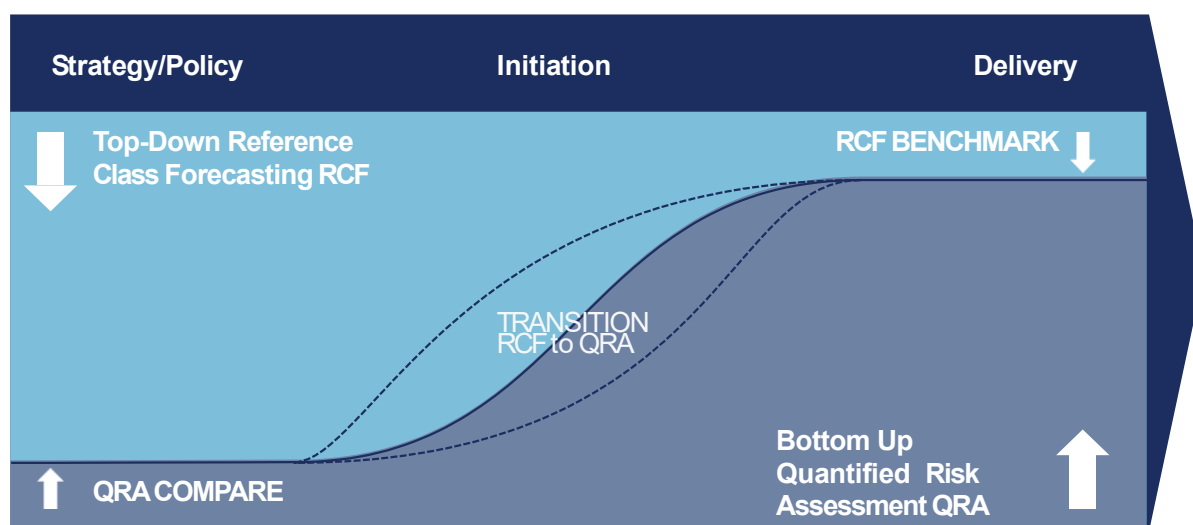 Strategy/Policy
Initiation
Delivery
Top-Down Reference
Class Forecasting RCF
RCF BENCHMARK
TRANSITION
RCF to QRA
Bottom Up
Quantified Risk
Assessment QRA
QRA COMPARE